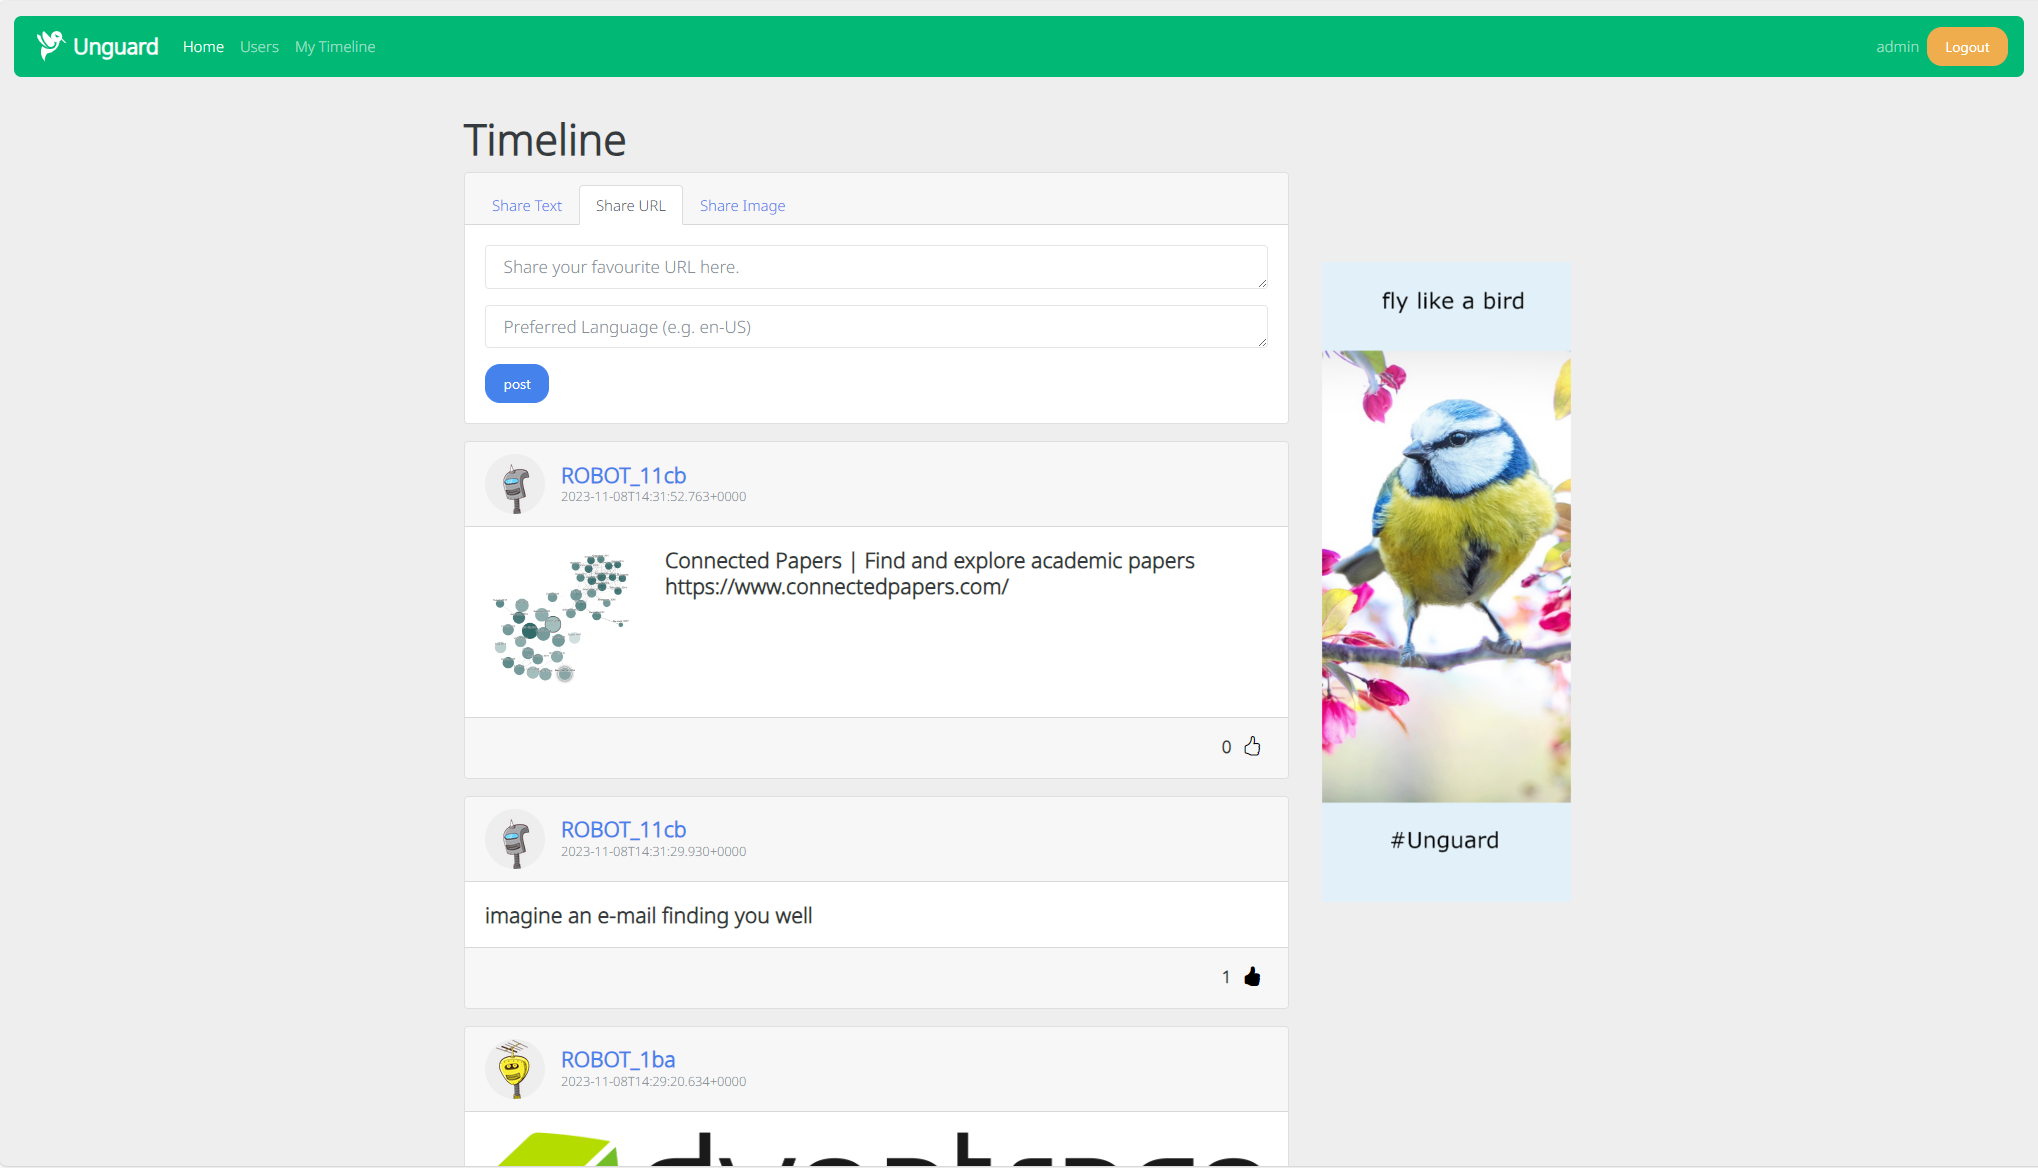 Unguard
Home
Users
My Timeline
admin
Logout
Timeline
Share Text
Share URL
Share Image
Share your favourite URL here.
Preferred Language (e.g. en-US)
post
ROBOT_11cb
2023-11-08T14:31:52.763+0000
Connected Papers | Find and explore academic papers
https://www.connectedpapers.com/
0
ROBOT_11cb
2023-11-08T14:31:29.930+0000
imagine an e-mail finding you well
1
ROBOT_1ba
2023-11-08T14:29:20.634+0000
dynatrace
fly like a bird
#Unguard